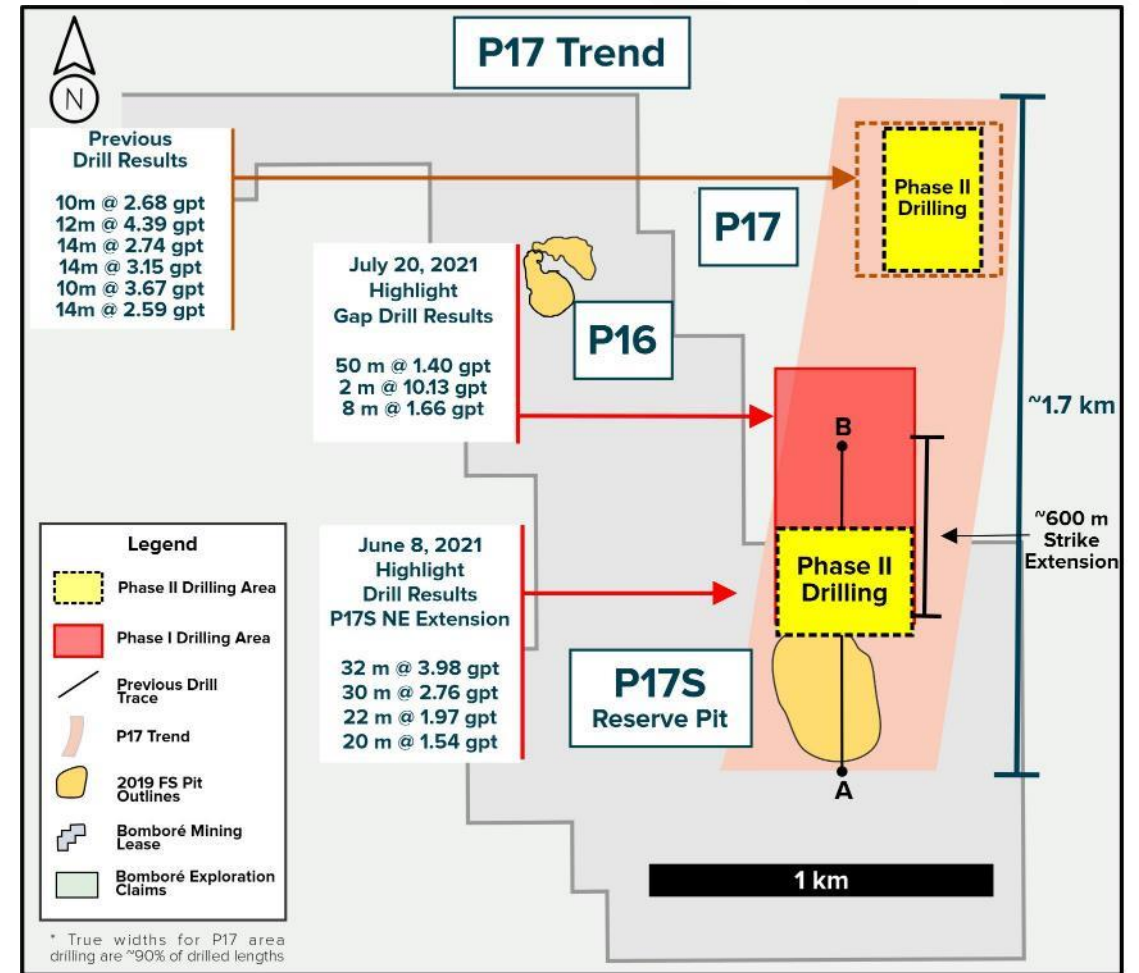 P17 Trend
N
Previous
Drill Results
10m @ 2.68 gpt
12m @ 4.39 gpt
14m @ 2.74 gpt
14m @ 3.15 gpt
10m @ 3.67 gpt
14m @ 2.59 gpt
Phase II
Drilling
P17
July 20, 2021
Highlight
Gap Drill Results
50 m @ 1.40 gpt
2 m @ 10.13 gpt
8 m @ 1.66 gpt
P16
~1.7 km
B
~600 m
Strike
Extension
June 8, 2021
Highlight
Drill Results
P17S NE Extension
32 m @ 3.98 gpt
30 m @ 2.76 gpt
22 m @ 1.97 gpt
20 m @ 1.54 gpt
Phase II
Drilling
P17S
Reserve Pit
A
1 km
Legend
Phase II Drilling Area
Phase I Drilling Area
Previous Drill
Trace
P17 Trend
2019 FS Pit
Outlines
Bomboré Mining
Lease
Bomboré Exploration
Claims
* True widths for P17 area
drilling are ~90% of drilled lengths